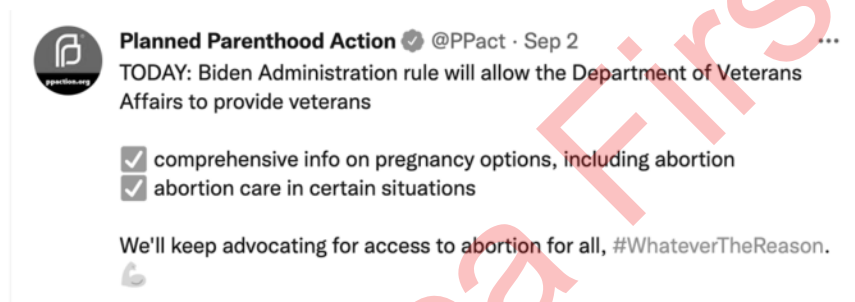 Planned Parenthood Action @PPact · Sep 2
ppaction.org
TODAY: Biden Administration rule will allow the Department of Veterans
Affairs to provide veterans
comprehensive info on pregnancy options, including abortion
abortion care in certain situations
We'll keep advocating for access to abortion for all, #WhateverTheReason.
a Firs